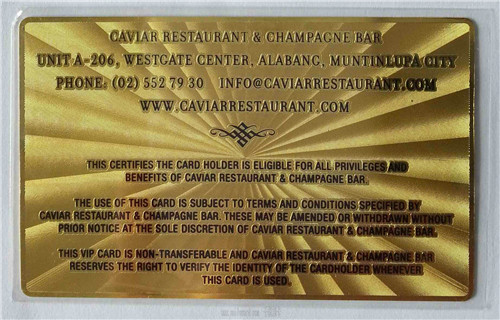 CAVIAR RESTAURANT & CHAMPAGNE BAR
UNIT A-206, WESTGATE CENTER, ALABANG, MUNTINLUPA CITY
PHONE: (02) 552 79 30 INFO@CAVIARRESTAURANT.COM
WWW.CAVIARRESTAURANT.COM
THIS CERTIFIES THE CARD HOLDER IS ELIGIBLE FOR ALL PRIVILEGES AND
BENEFITS OF CAVIAR RESTAURANT & CHAMPAGNE BAR.
THE USE OF THIS CARD IS SUBJECT TO TERMS AND CONDITIONS SPECIFIED BY
CAVIAR RESTAURANT & CHAMPAGNE BAR. THESE MAY BE AMENDED OR WITHDRAWN WITHOUT
PRIOR NOTICE AT THE SOLE DISCRETION OF CAVIAR RESTAURANT & CHAMPAGNE BAR.
THIS VIP CARD IS NON-TRANSFERABLE AND CAVIAR RESTAURANT & CHAMPAGNE BAR
RESERVES THE RIGHT TO VERIFY THE IDENTITY OF THE CARDHOLDER WHENEVER
THIS CARD IS USED.